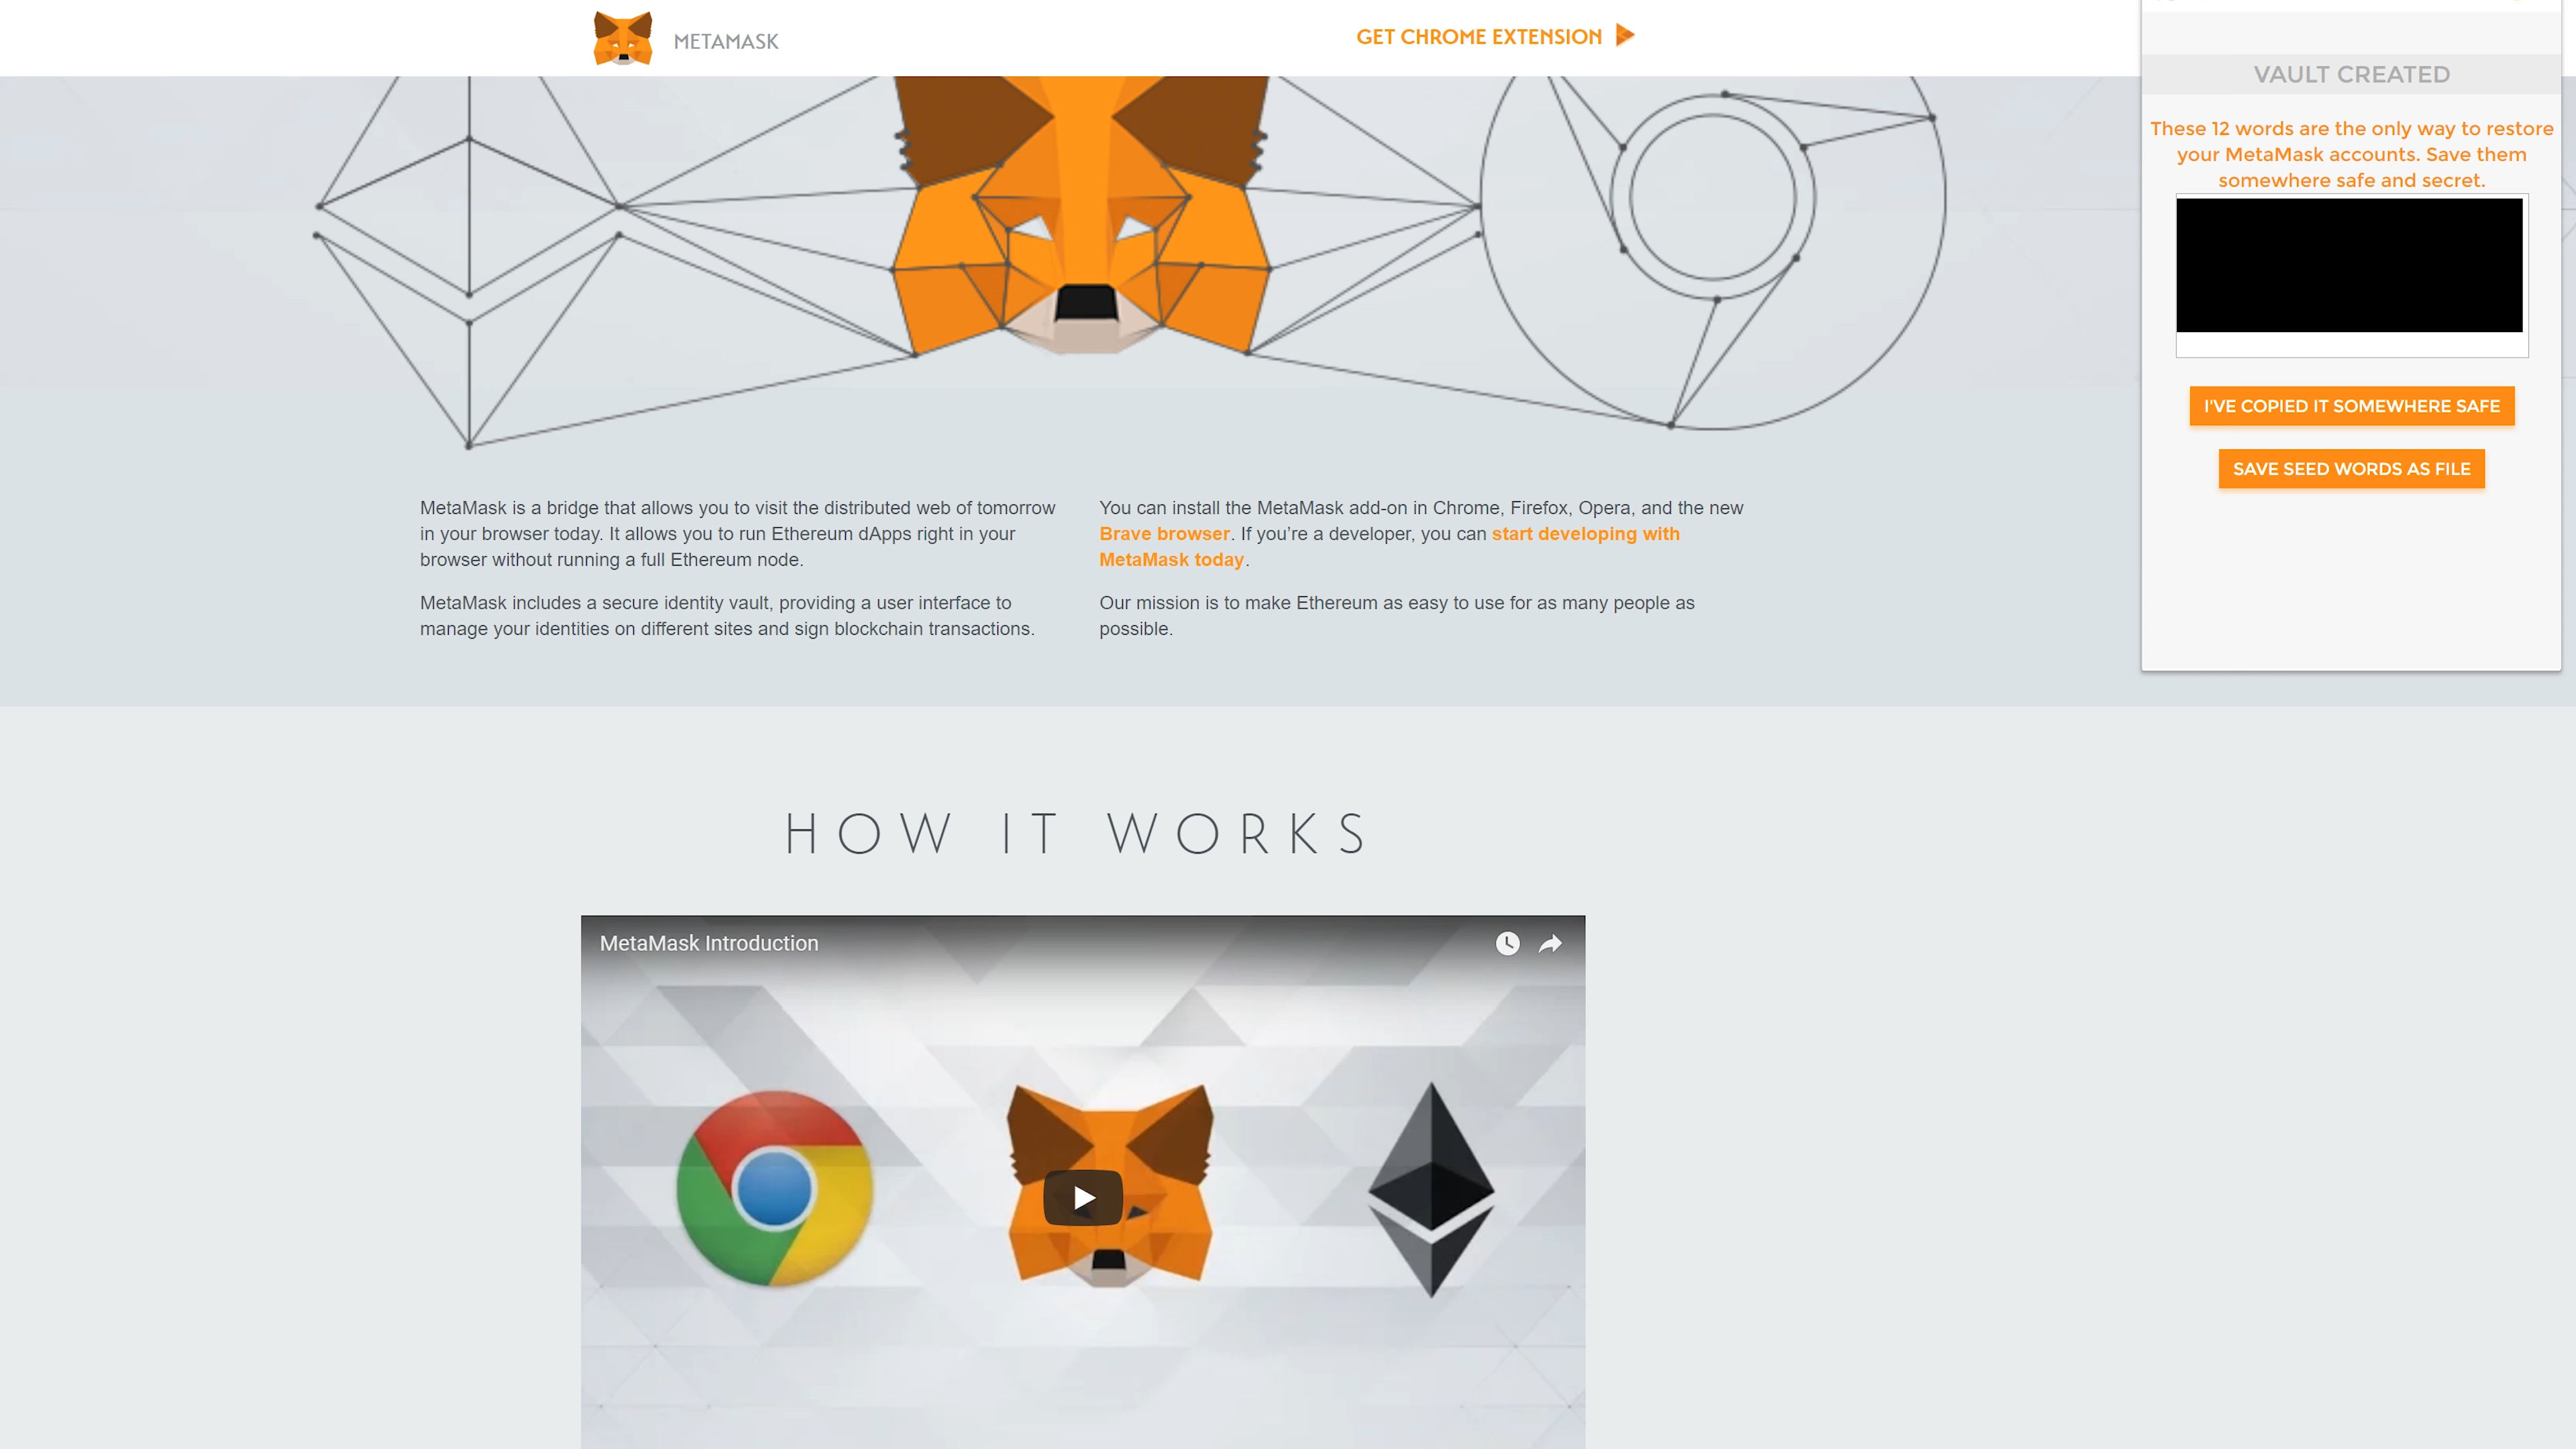 METAMASK
GET CHROME EXTENSION
VAULT CREATED
These 12 words are the only way to restore
your MetaMask accounts. Save them
somewhere safe and secret.
I'VE COPIED IT SOMEWHERE SAFE
SAVE SEED WORDS AS FILE
MetaMask is a bridge that allows you to visit the distributed web of tomorrow
in your browser today. It allows you to run Ethereum dApps right in your
browser without running a full Ethereum node.
MetaMask includes a secure identity vault, providing a user interface to
manage your identities on different sites and sign blockchain transactions.
You can install the MetaMask add-on in Chrome, Firefox, Opera, and the new
Brave browser. If you’re a developer, you can start developing with
MetaMask today.
Our mission is to make Ethereum as easy to use for as many people as
possible.
HOW IT WORKS
MetaMask Introduction